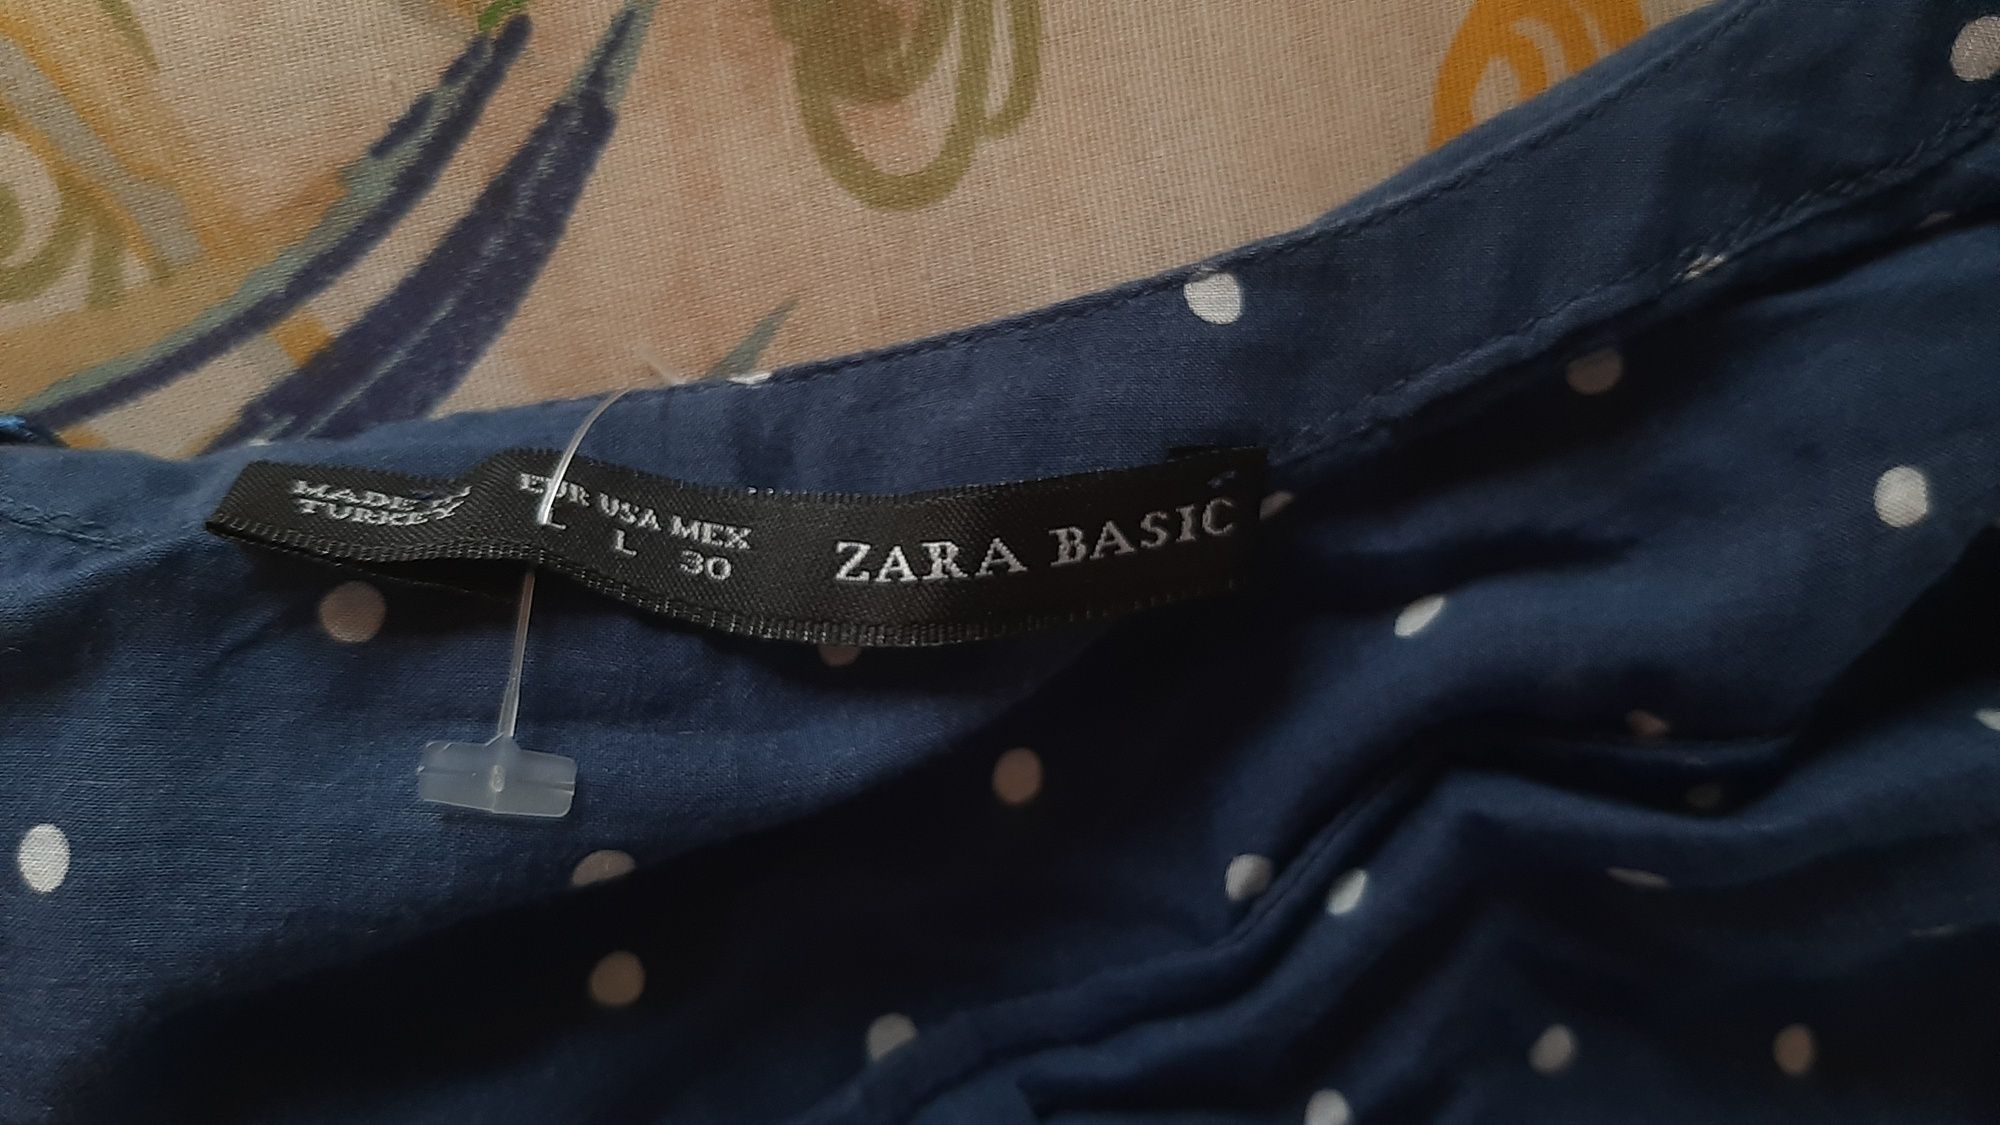 MADE IN
TURKEY
EUR USA MEX
L L 30
ZARA BASIC